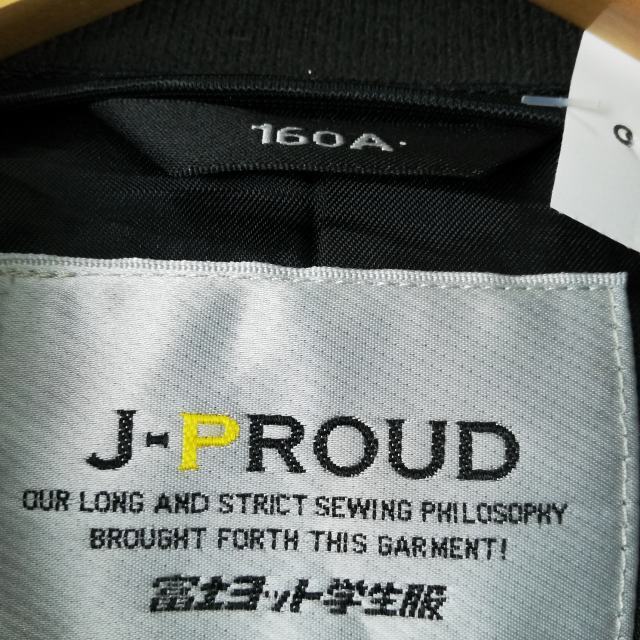 160A
Q
J-PROUD
OUR LONG AND STRICT SEWING PHILOSOPHY
BROUGHT FORTH THIS GARMENT!
富士ヨット学生服